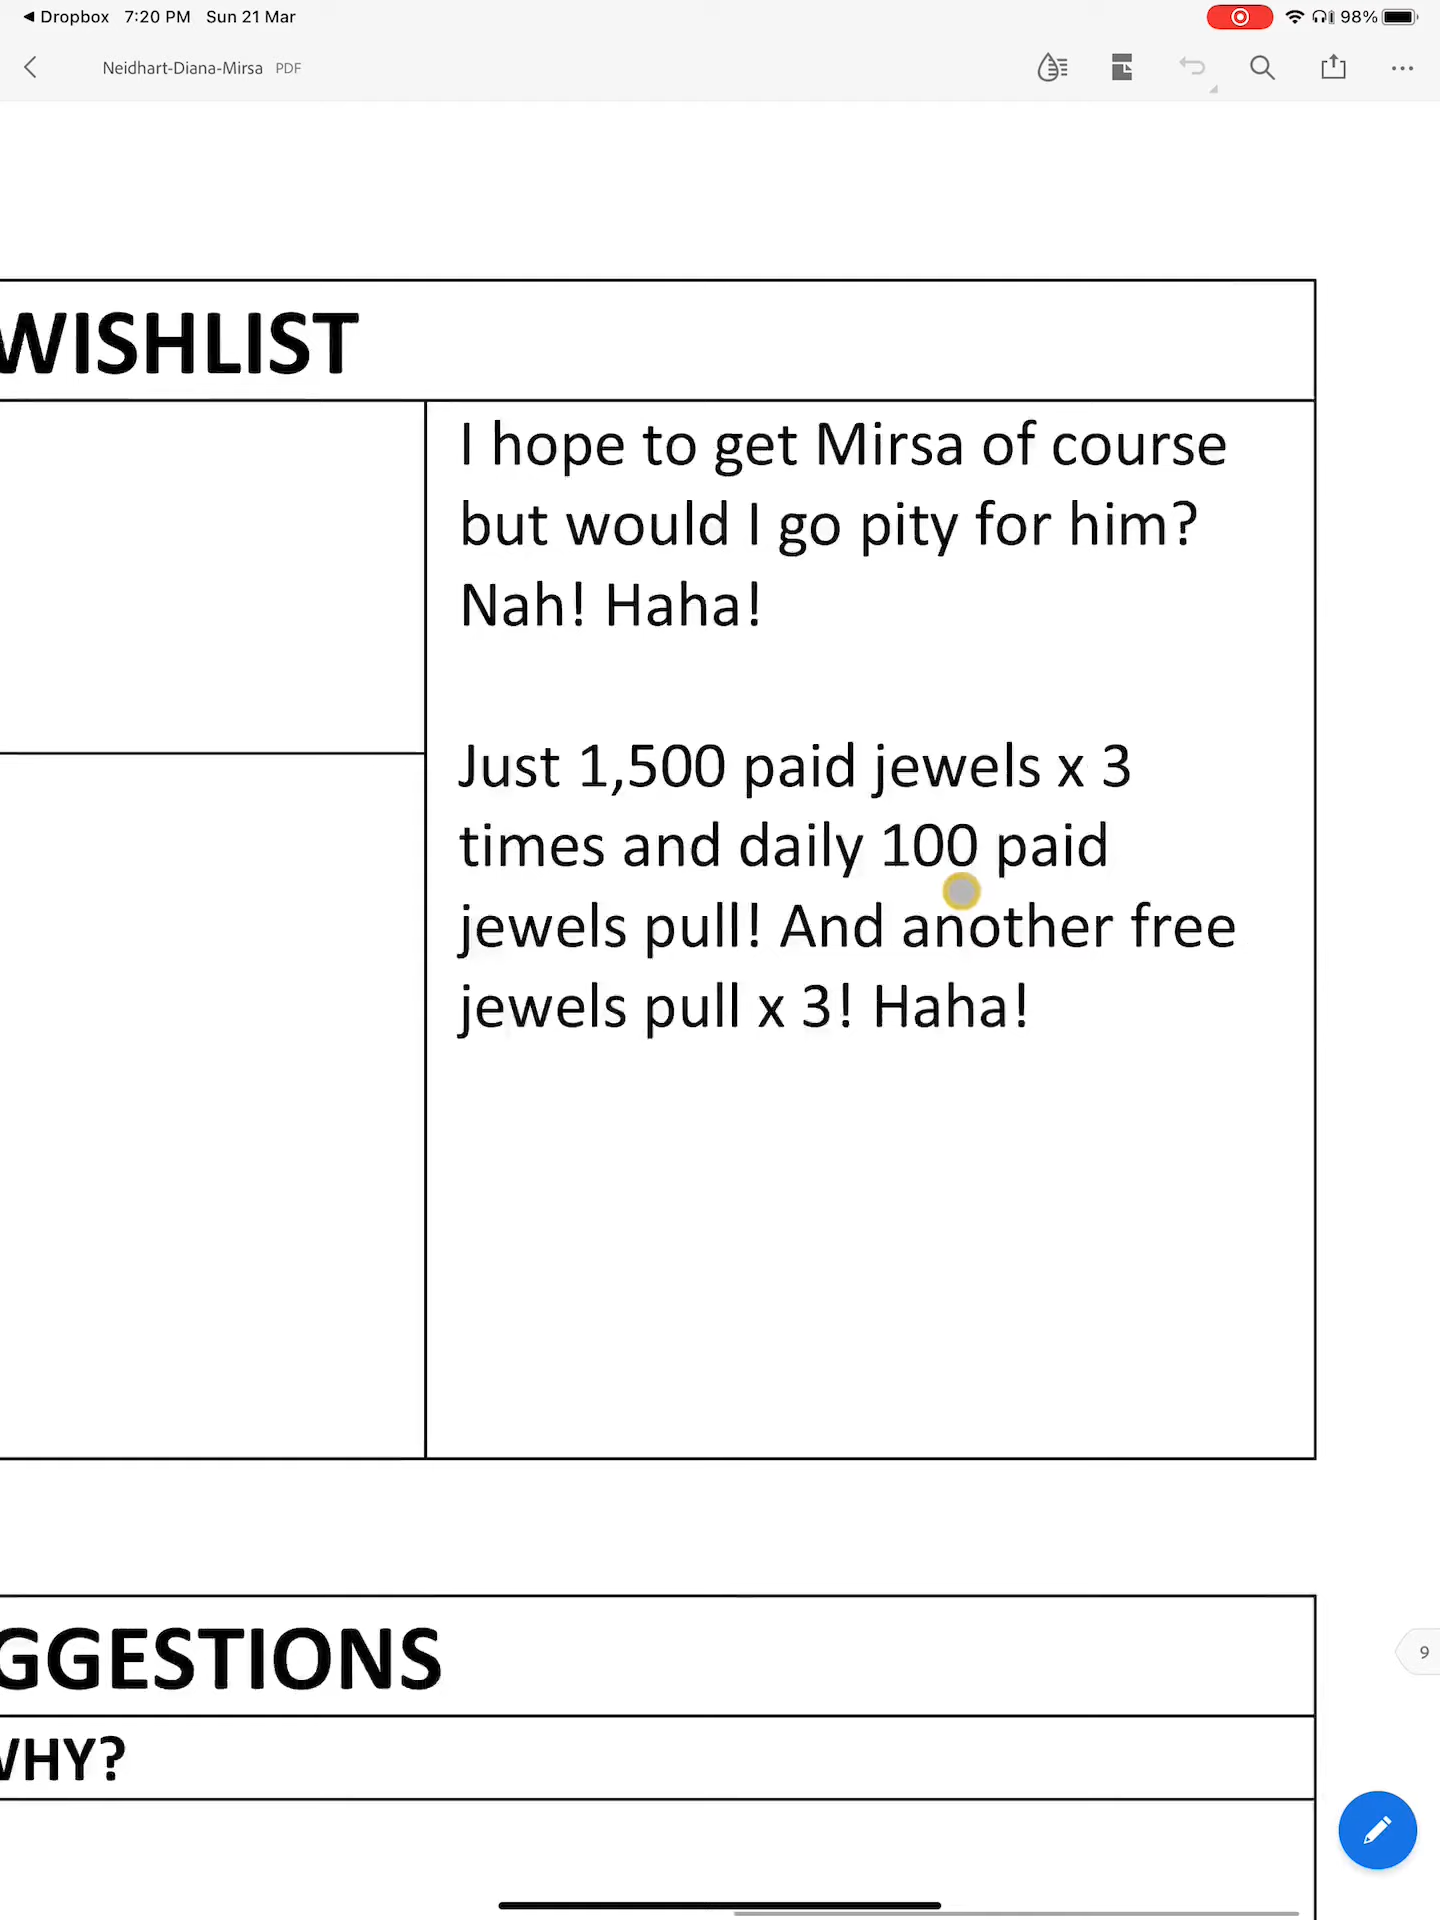 Dropbox 7:20 PM Sun 21 Mar 98%
Neidhart-Diana-Mirsa PDF
WISHLIST
I hope to get Mirsa of course
but would I go pity for him?
Nah! Haha!
Just 1,500 paid jewels x 3
times and daily 100 paid
jewels pull! And another free
jewels pull x 3! Haha!
GGESTIONS
9
WHY?